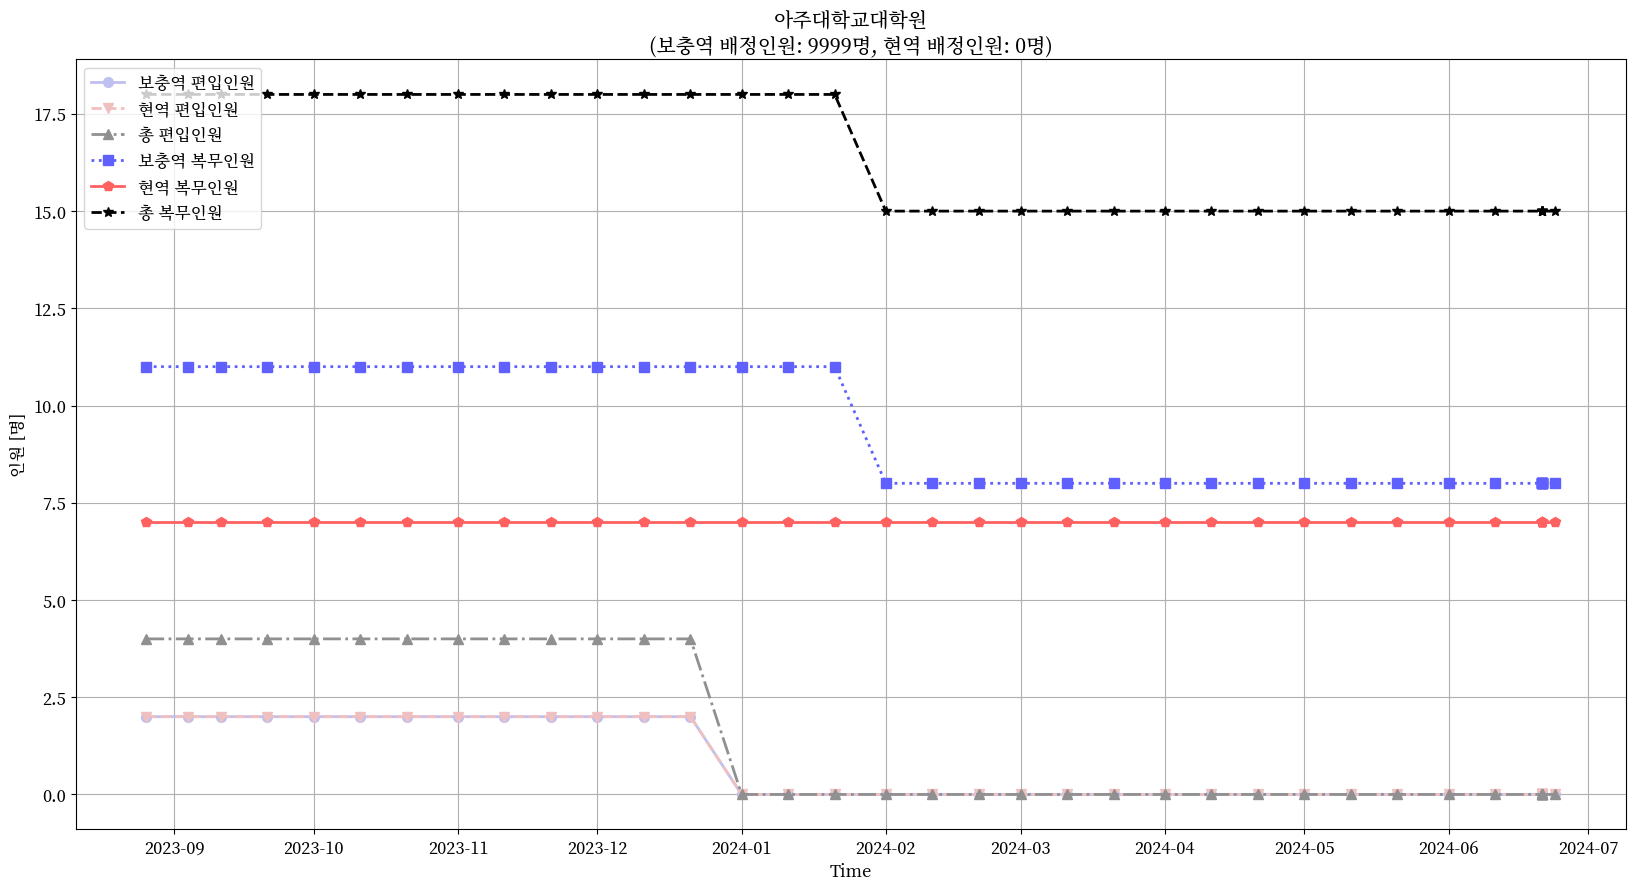 아주대학교대학원
(보충역 배정인원: 9999명, 현역 배정인원: 0명)
보충역 편입인원
현역 편입인원
총 편입인원
보충역 복무인원
현역 복무인원
총 복무인원
인원 [명]
17.5
15.0
12.5
10.0
7.5
5.0
2.5
0.0
2023-09
2023-10
2023-11
2023-12
2024-01
2024-02
2024-03
2024-04
2024-05
2024-06
2024-07
Time